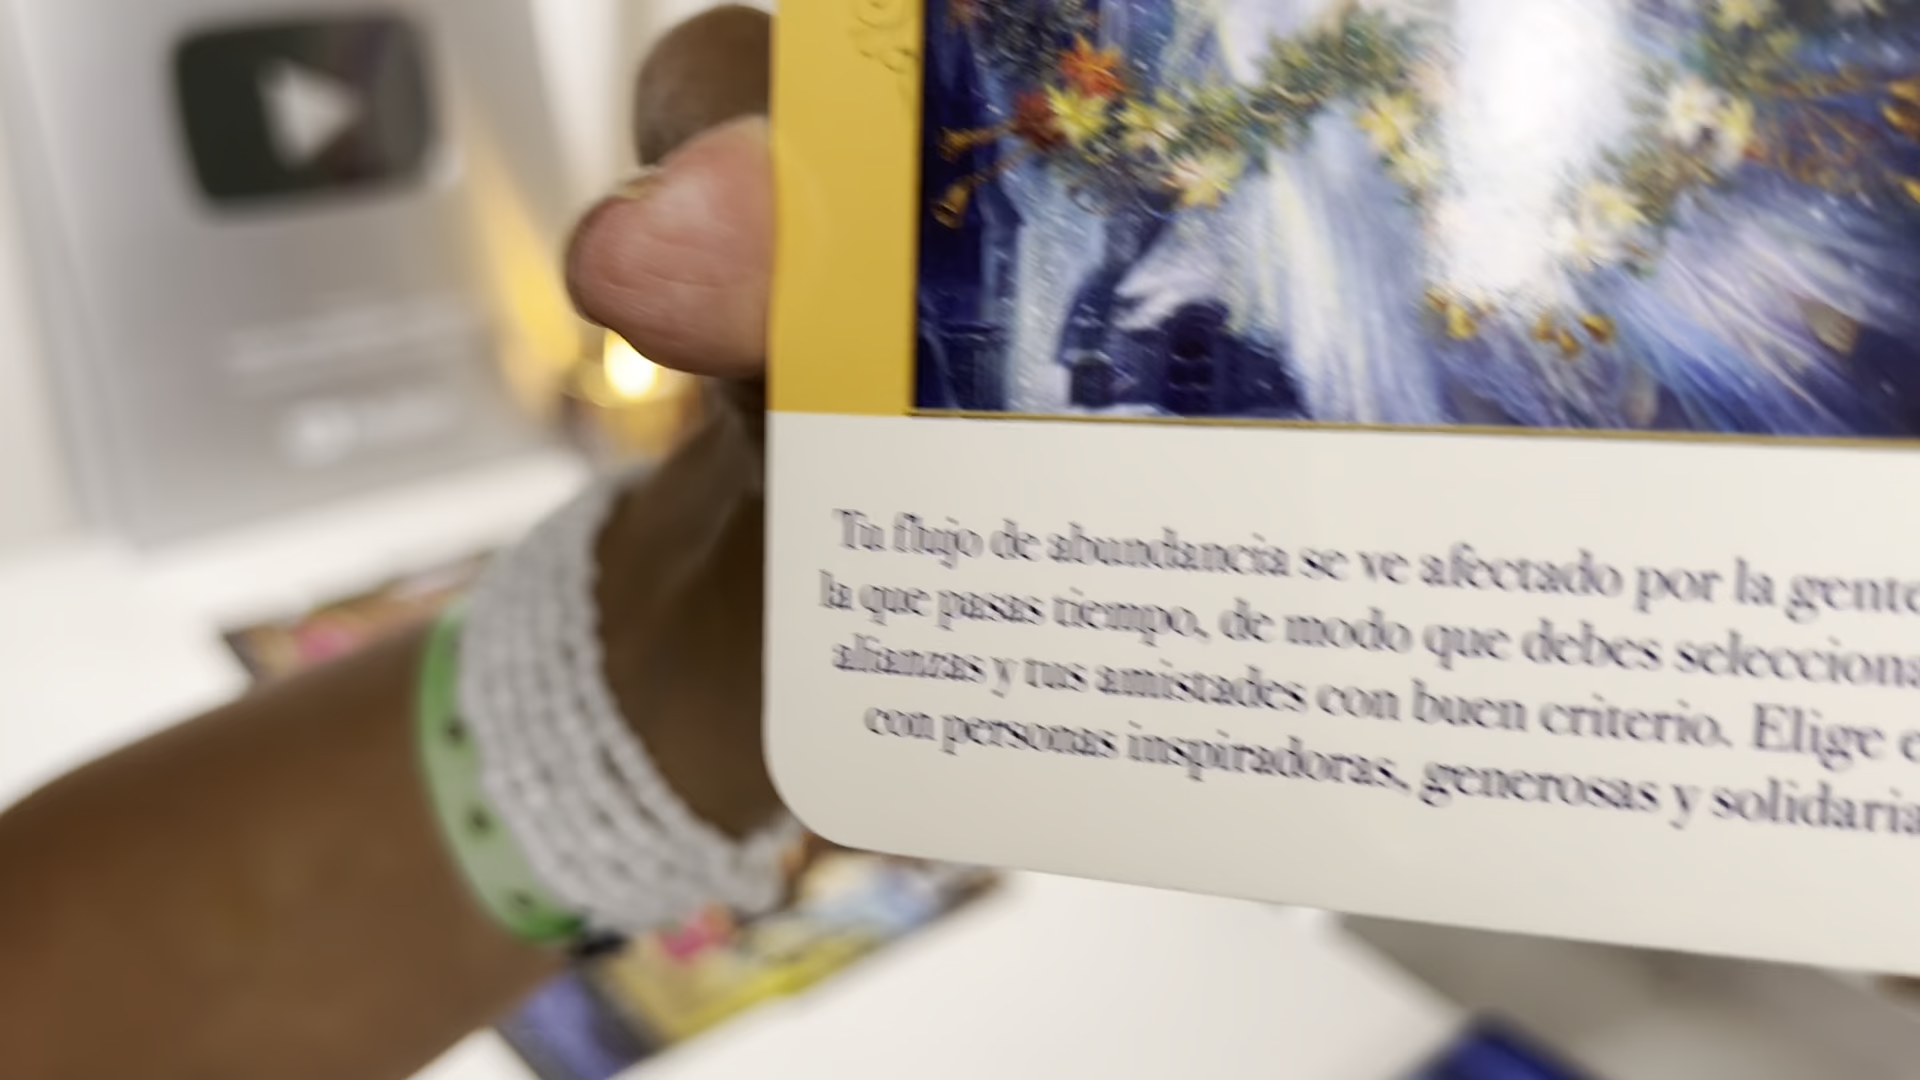 Tu flujo de abundancia se ve afectado por la gente
la que pasas tiempo, de modo que debes selecciona
alianzas y tus amistades con buen criterio. Elige e
con personas inspiradoras, generosas y solidaria